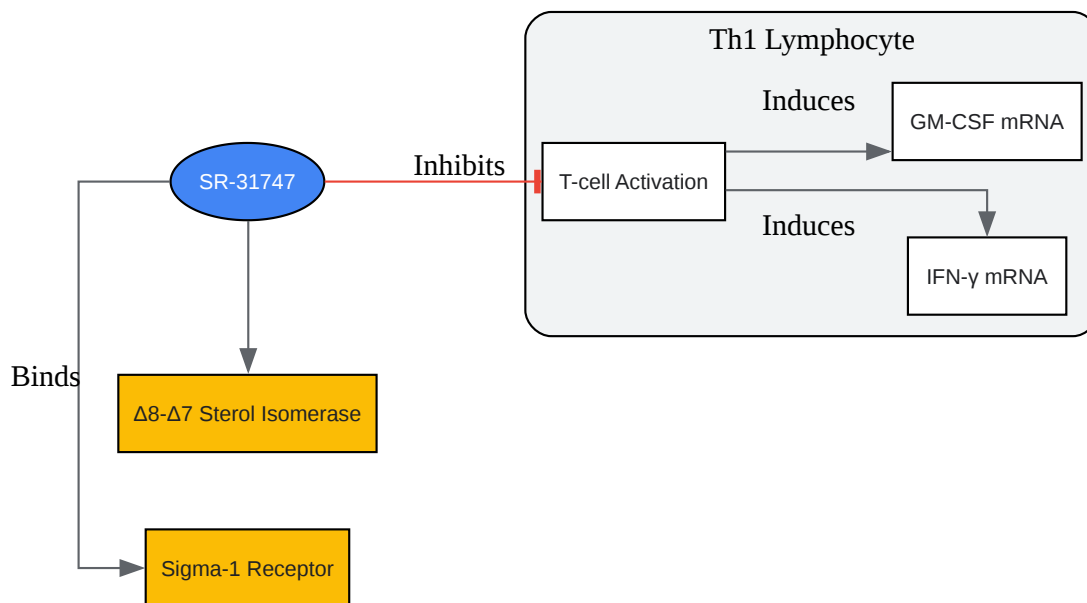 Th1 Lymphocyte
Induces
GM-CSF mRNA
Inhibits
SR-31747
T-cell Activation
Induces
IFN-γ mRNA
Binds
Δ8-Δ7 Sterol Isomerase
Sigma-1 Receptor